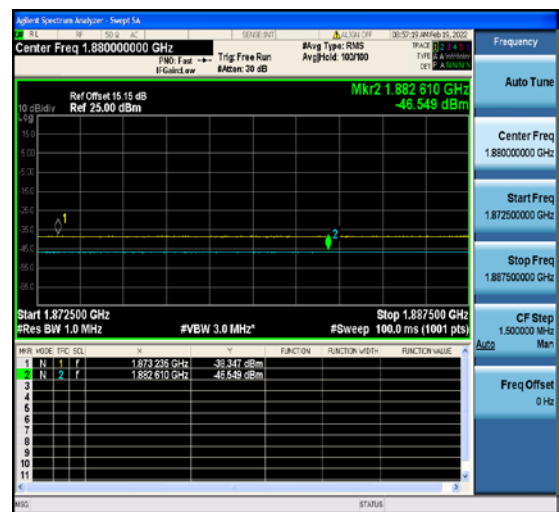 Agilent Spectrum Analyzer - Swept SA
RL RF 50 Ω AC SENSE:INT ALIGN OFF 08:57:19 AM Feb 19, 2022
Center Freq 1.880000000 GHz
PNO: Fast Trig: Free Run
IFGain:Low #Atten: 30 dB
#Avg Type: RMS
Avg|Hold: 100/100
TRACE 1 2 3 4 5
TYPE
DET
Frequency
Auto Tune
Center Freq
1.880000000 GHz
Start Freq
1.872500000 GHz
Stop Freq
1.887500000 GHz
CF Step
1.500000 MHz
Auto Man
Freq Offset
0 Hz
Mkr2 1.882 610 GHz
-46.549 dBm
Ref Offset 15.15 dB
10 dB/div Ref 25.00 dBm
Log
15.0
5.00
-5.00
-15.0
-25.0
-35.0
-45.0
-55.0
-65.0
1
2
Start 1.872500 GHz Stop 1.887500 GHz
#Res BW 1.0 MHz #VBW 3.0 MHz* #Sweep 100.0 ms (1001 pts)
MKR MODE TRC SCL X Y FUNCTION FUNCTION WIDTH FUNCTION VALUE
1 N 1 f 1.873 235 GHz -38.347 dBm
2 N 2 f 1.882 610 GHz -46.549 dBm
3
4
5
6
7
8
9
10
11
MSG STATUS